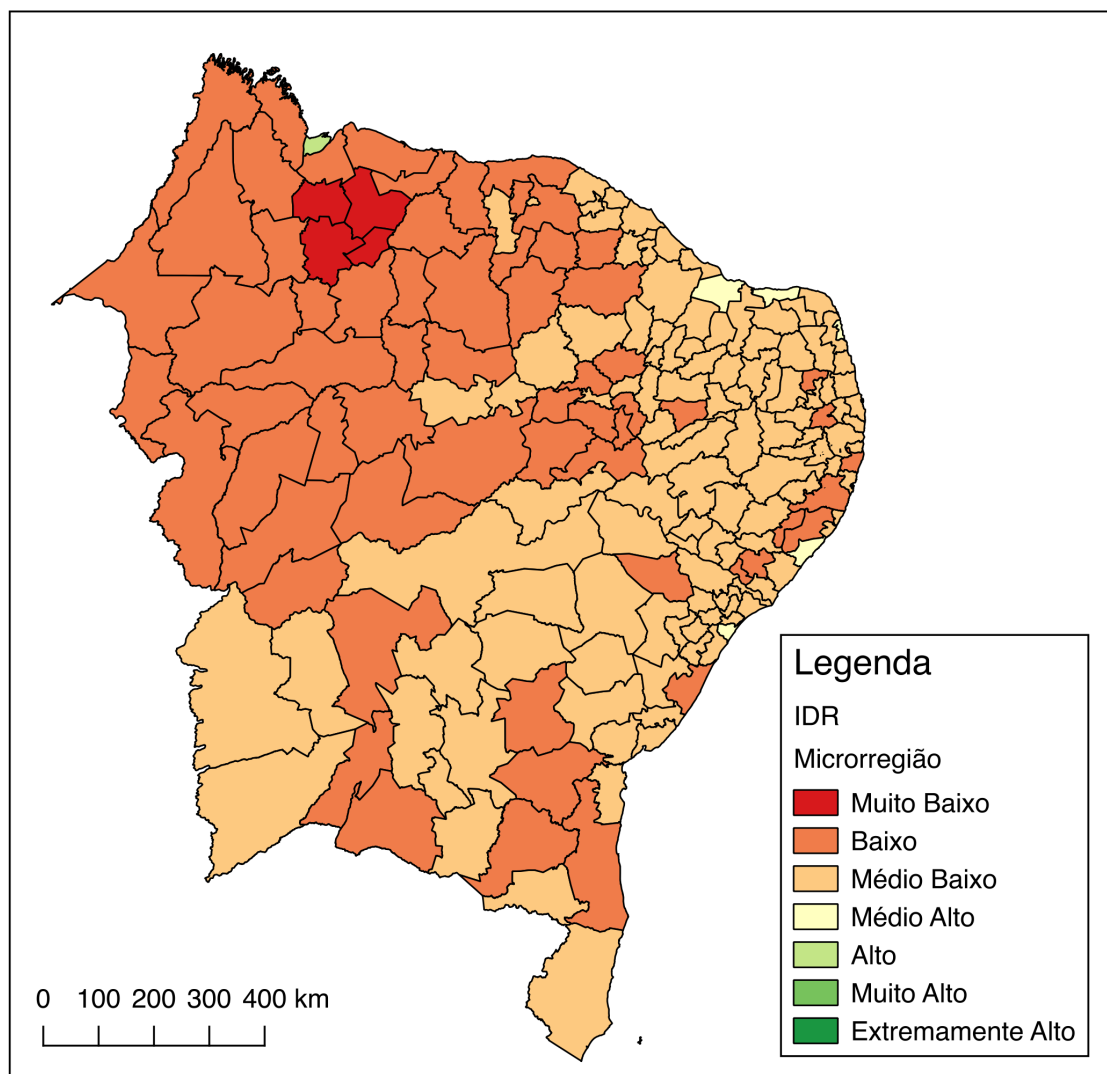 Legenda
IDR
Microrregião
Muito Baixo
Baixo
Médio Baixo
Médio Alto
Alto
Muito Alto
Extremamente Alto
0 100 200 300 400 km